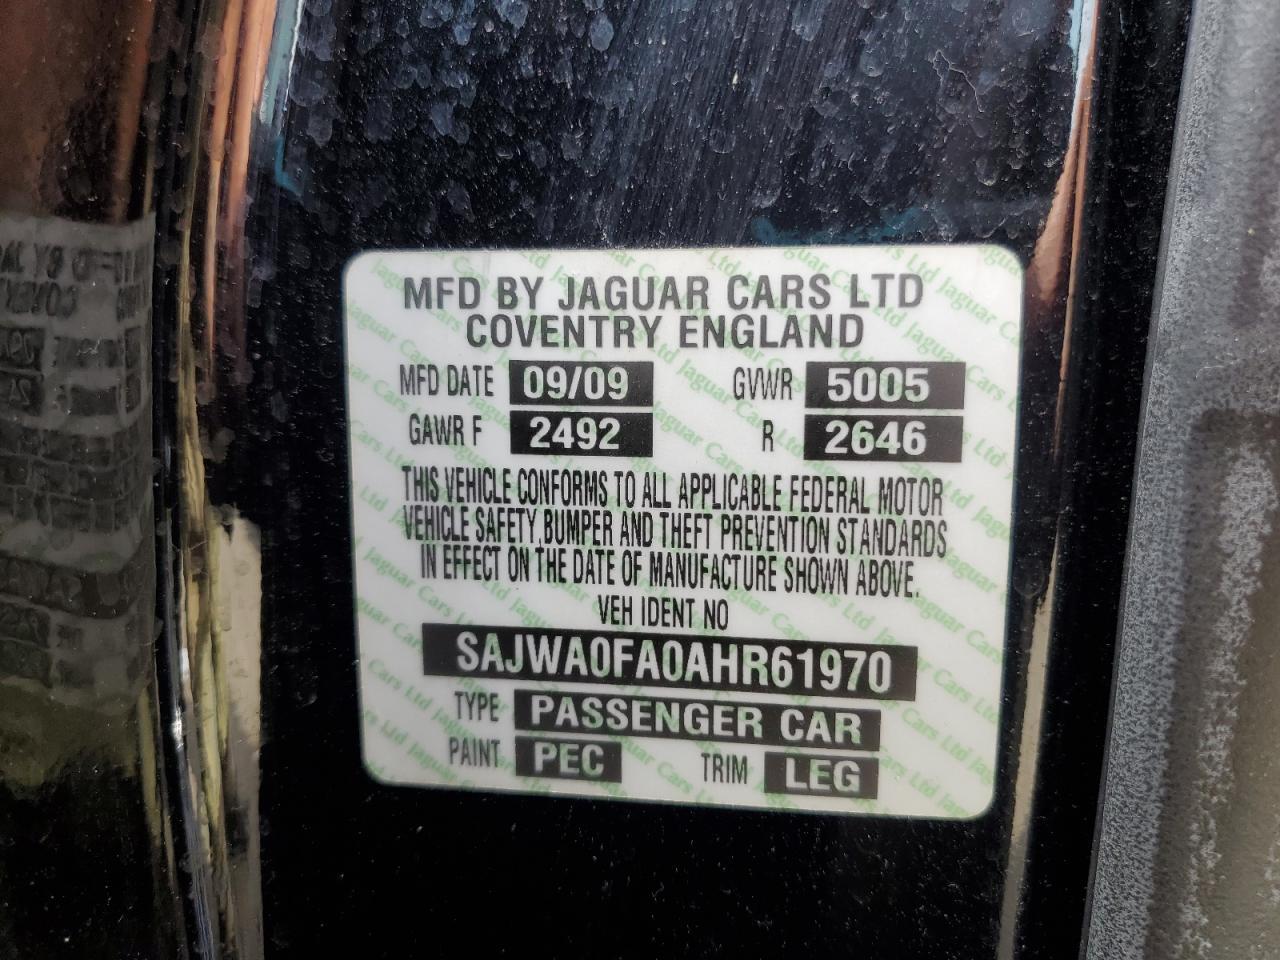 MFD BY JAGUAR CARS LTD
COVENTRY ENGLAND
MFD DATE 09/09 GVWR 5005
GAWR F 2492 R 2646
THIS VEHICLE CONFORMS TO ALL APPLICABLE FEDERAL MOTOR
VEHICLE SAFETY, BUMPER AND THEFT PREVENTION STANDARDS
IN EFFECT ON THE DATE OF MANUFACTURE SHOWN ABOVE.
VEH IDENT NO
SAJWA0FA0AHR61970
TYPE PASSENGER CAR
PAINT PEC TRIM LEG